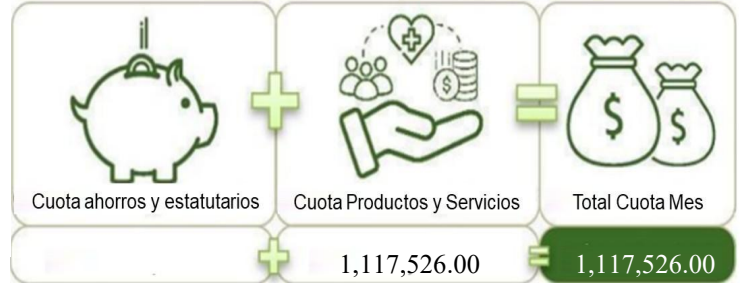 Cuota ahorros y estatutarios
Cuota Productos y Servicios
Total Cuota Mes
+
=
$
$
$
+ 1,117,526.00 = 1,117,526.00